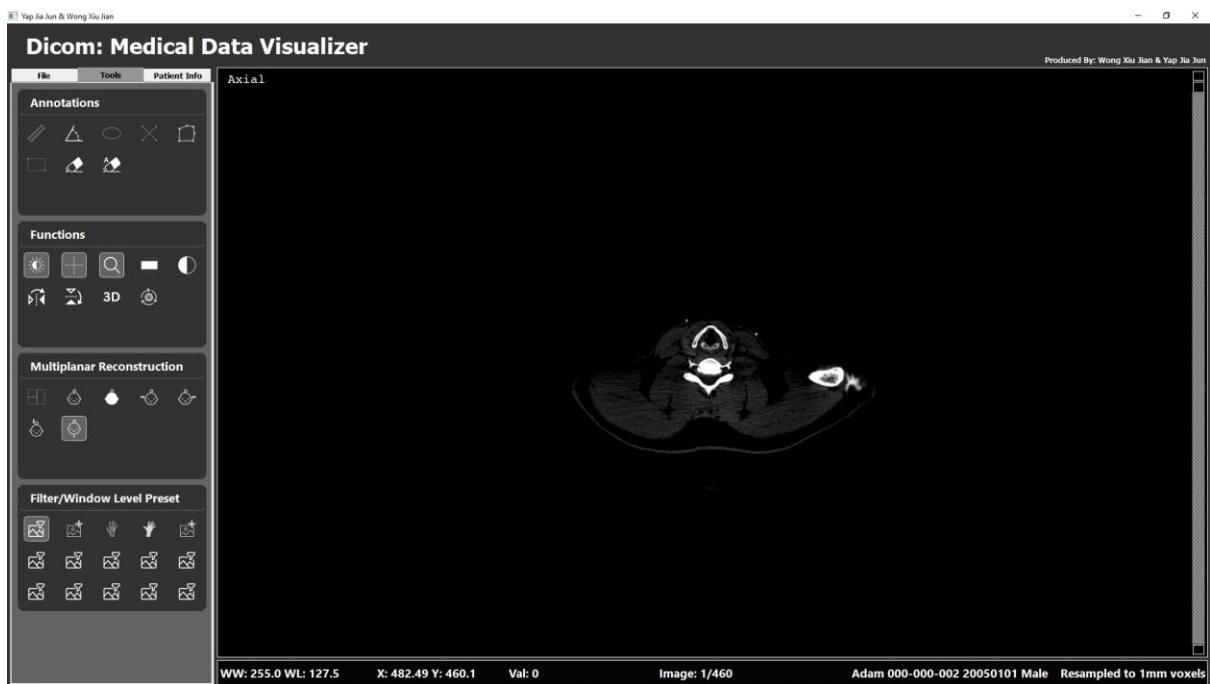 Yap Jia Jun & Wong Xiu Jian
Dicom: Medical Data Visualizer
Produced By: Wong Xiu Jian & Yap Jia Jun
File Tools Patient Info
Axial
Annotations
Functions
3D
Multiplanar Reconstruction
Filter/Window Level Preset
WW: 255.0 WL: 127.5 X: 482.49 Y: 460.1 Val: 0 Image: 1/460 Adam 000-000-002 20050101 Male Resampled to 1mm voxels